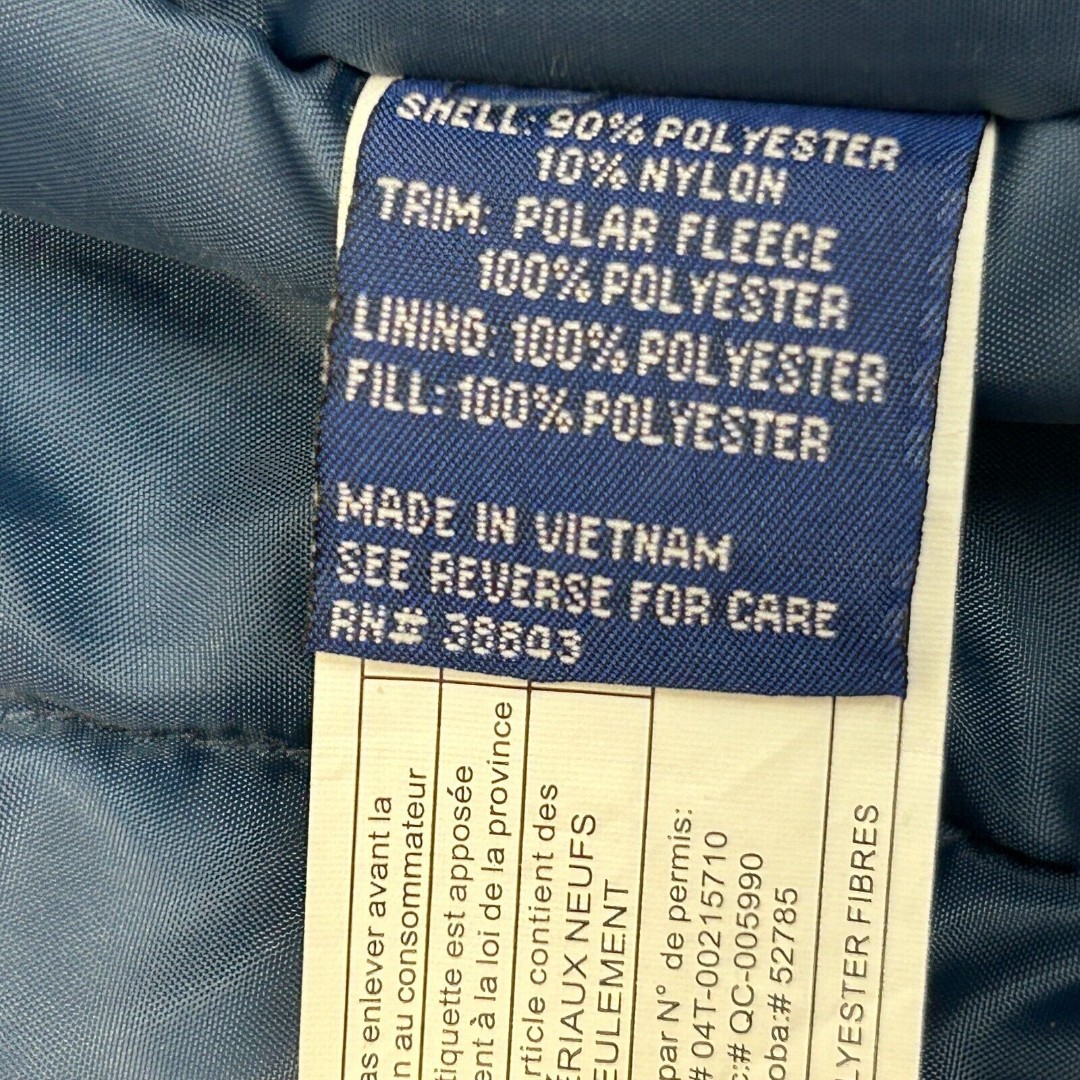 SHELL: 90% POLYESTER
10% NYLON
TRIM: POLAR FLEECE
100% POLYESTER
LINING: 100% POLYESTER
FILL: 100% POLYESTER
MADE IN VIETNAM
SEE REVERSE FOR CARE
RN# 38803
as enlever avant la
n au consommateur
tiquette est apposée
ent à la loi de la province
rticle contient des
ÉRIAUX NEUFS
EULEMENT
par N° de permis:
# 04T-00215710
c:# QC-005990
oba:# 52785
LYESTER FIBRES